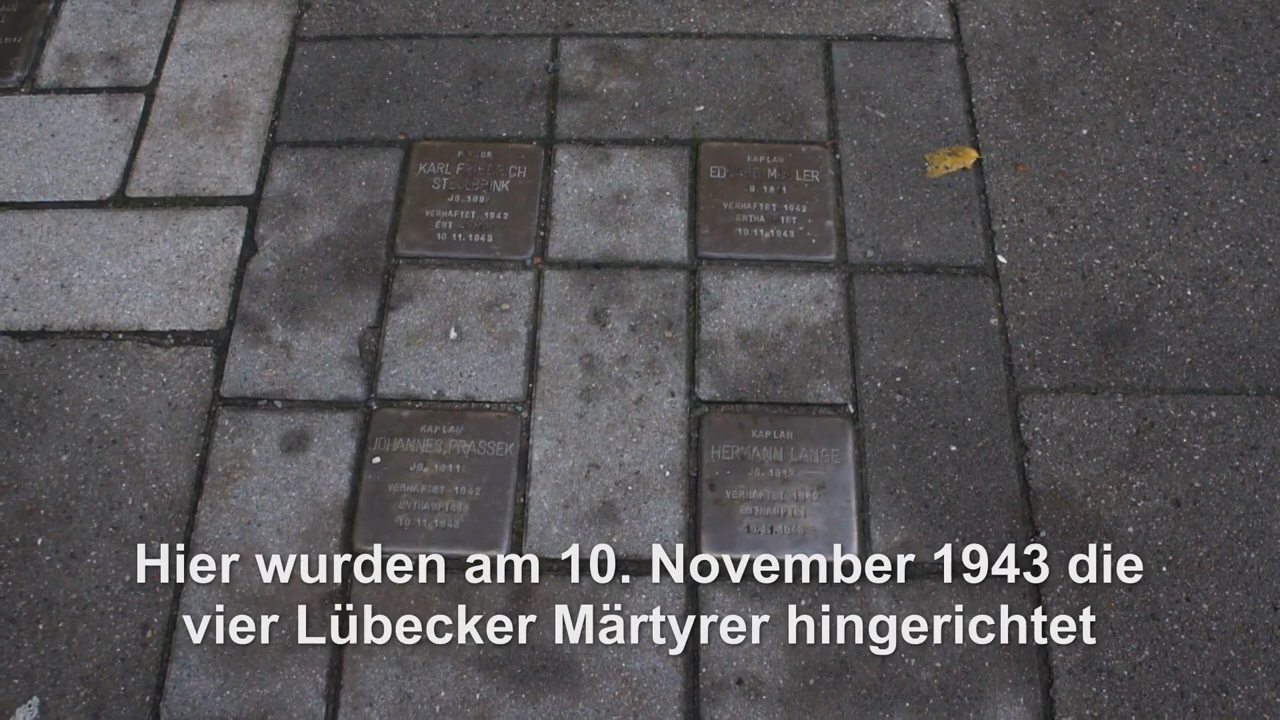 PASTOR
KARL FRIEDRICH
STELLBRINK
JG. 1894
VERHAFTET 1942
ENTHAUPTET
10.11.1943
KAPLAN
EDUARD MÜLLER
JG. 1911
VERHAFTET 1942
ENTHAUPTET
10.11.1943
KAPLAN
JOHANNES PRASSEK
JG. 1911
VERHAFTET 1942
ENTHAUPTET
10.11.1943
KAPLAN
HERMANN LANGE
JG. 1912
VERHAFTET 1942
ENTHAUPTET
10.11.1943
Hier wurden am 10. November 1943 die
vier Lübecker Märtyrer hingerichtet